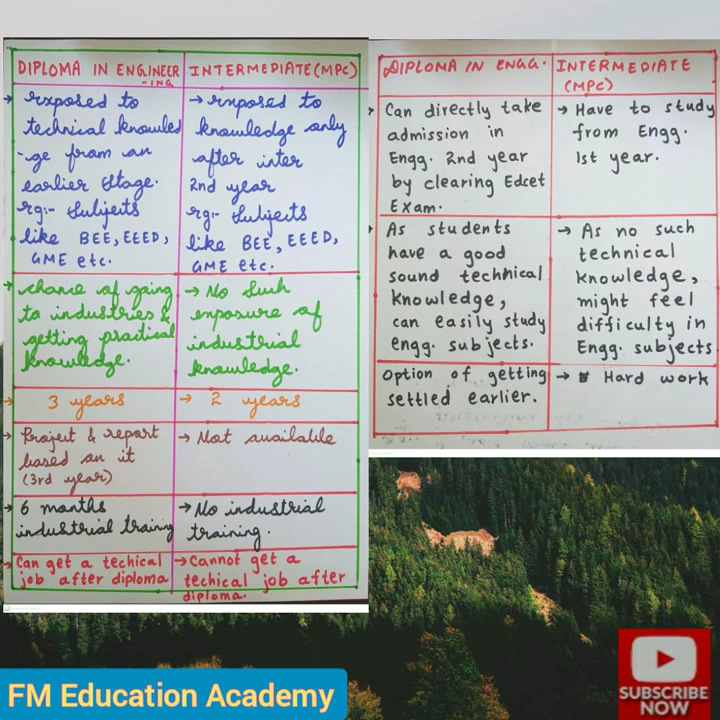 DIPLOMA IN ENGINEER
-ING
INTERMEDIATE (MPC)
→ Exposed to
technical knowled
-ge from an
earlier stage.
Eg:- Subjects
like BEE, EEED,
GME etc.
→ Exposed to
knowledge only
after inter
2nd year
Eg:- Subjects
like BEE, EEED,
GME etc.
→ chance of going
to industries &
getting practical
knowledge.
→ No such
exposure of
industrial
knowledge.
→ 3 years
→ 2 years
→ Project & report
based on it
(3rd year)
→ Not available
→ 6 months
industrial training
→ No industrial
training.
→ Can get a techical
job after diploma
→ Cannot get a
techical job after
diploma.
DIPLOMA IN ENGG.
INTERMEDIATE
(MPC)
Can directly take
admission in
Engg. 2nd year
by clearing Edcet
Exam.
→ Have to study
from Engg.
1st year.
As students
have a good
sound technical
knowledge,
can easily study
engg. subjects.
→ As no such
technical
knowledge,
might feel
difficulty in
Engg. subjects
Option of getting
settled earlier.
→ Hard work
FM Education Academy
SUBSCRIBE
NOW